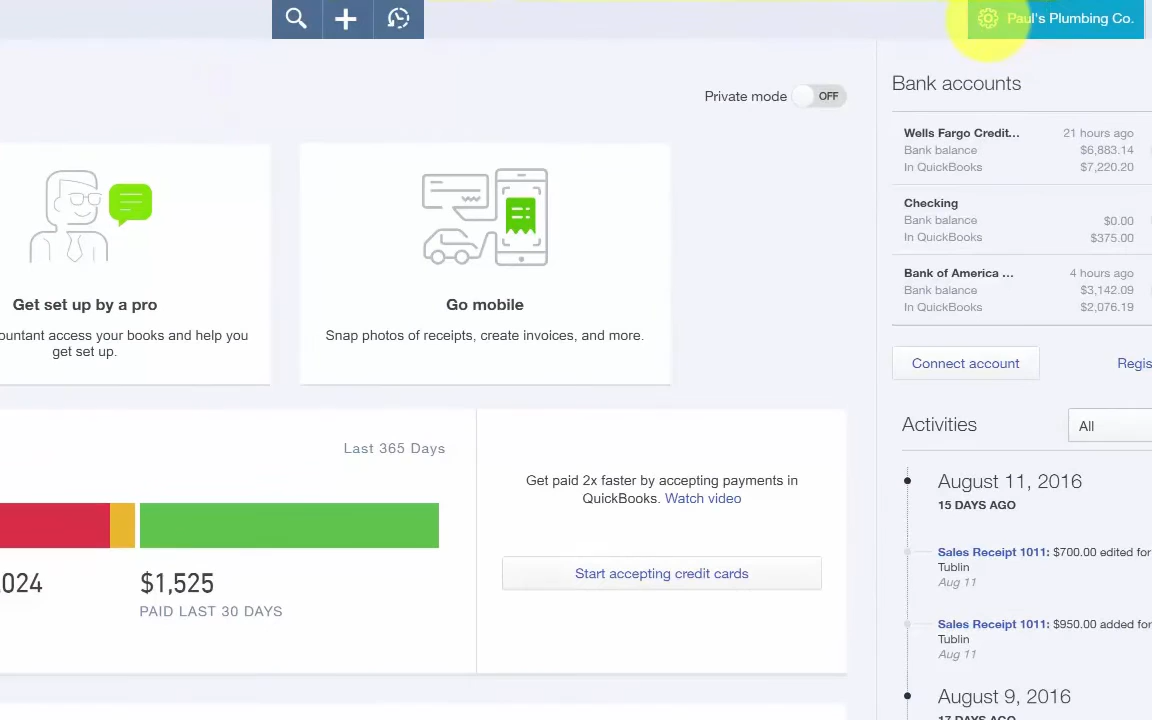 Paul's Plumbing Co.
Private mode OFF
Get set up by a pro
ountant access your books and help you
get set up.
Go mobile
Snap photos of receipts, create invoices, and more.
Last 365 Days
024
$1,525
PAID LAST 30 DAYS
Get paid 2x faster by accepting payments in
QuickBooks. Watch video
Start accepting credit cards
Bank accounts
Wells Fargo Credit... 21 hours ago
Bank balance $6,883.14
In QuickBooks $7,220.20
Checking
Bank balance $0.00
In QuickBooks $375.00
Bank of America ... 4 hours ago
Bank balance $3,142.09
In QuickBooks $2,076.19
Connect account Regis
Activities All
August 11, 2016
15 DAYS AGO
Sales Receipt 1011: $700.00 edited for
Tublin
Aug 11
Sales Receipt 1011: $950.00 added for
Tublin
Aug 11
August 9, 2016
17 DAYS AGO